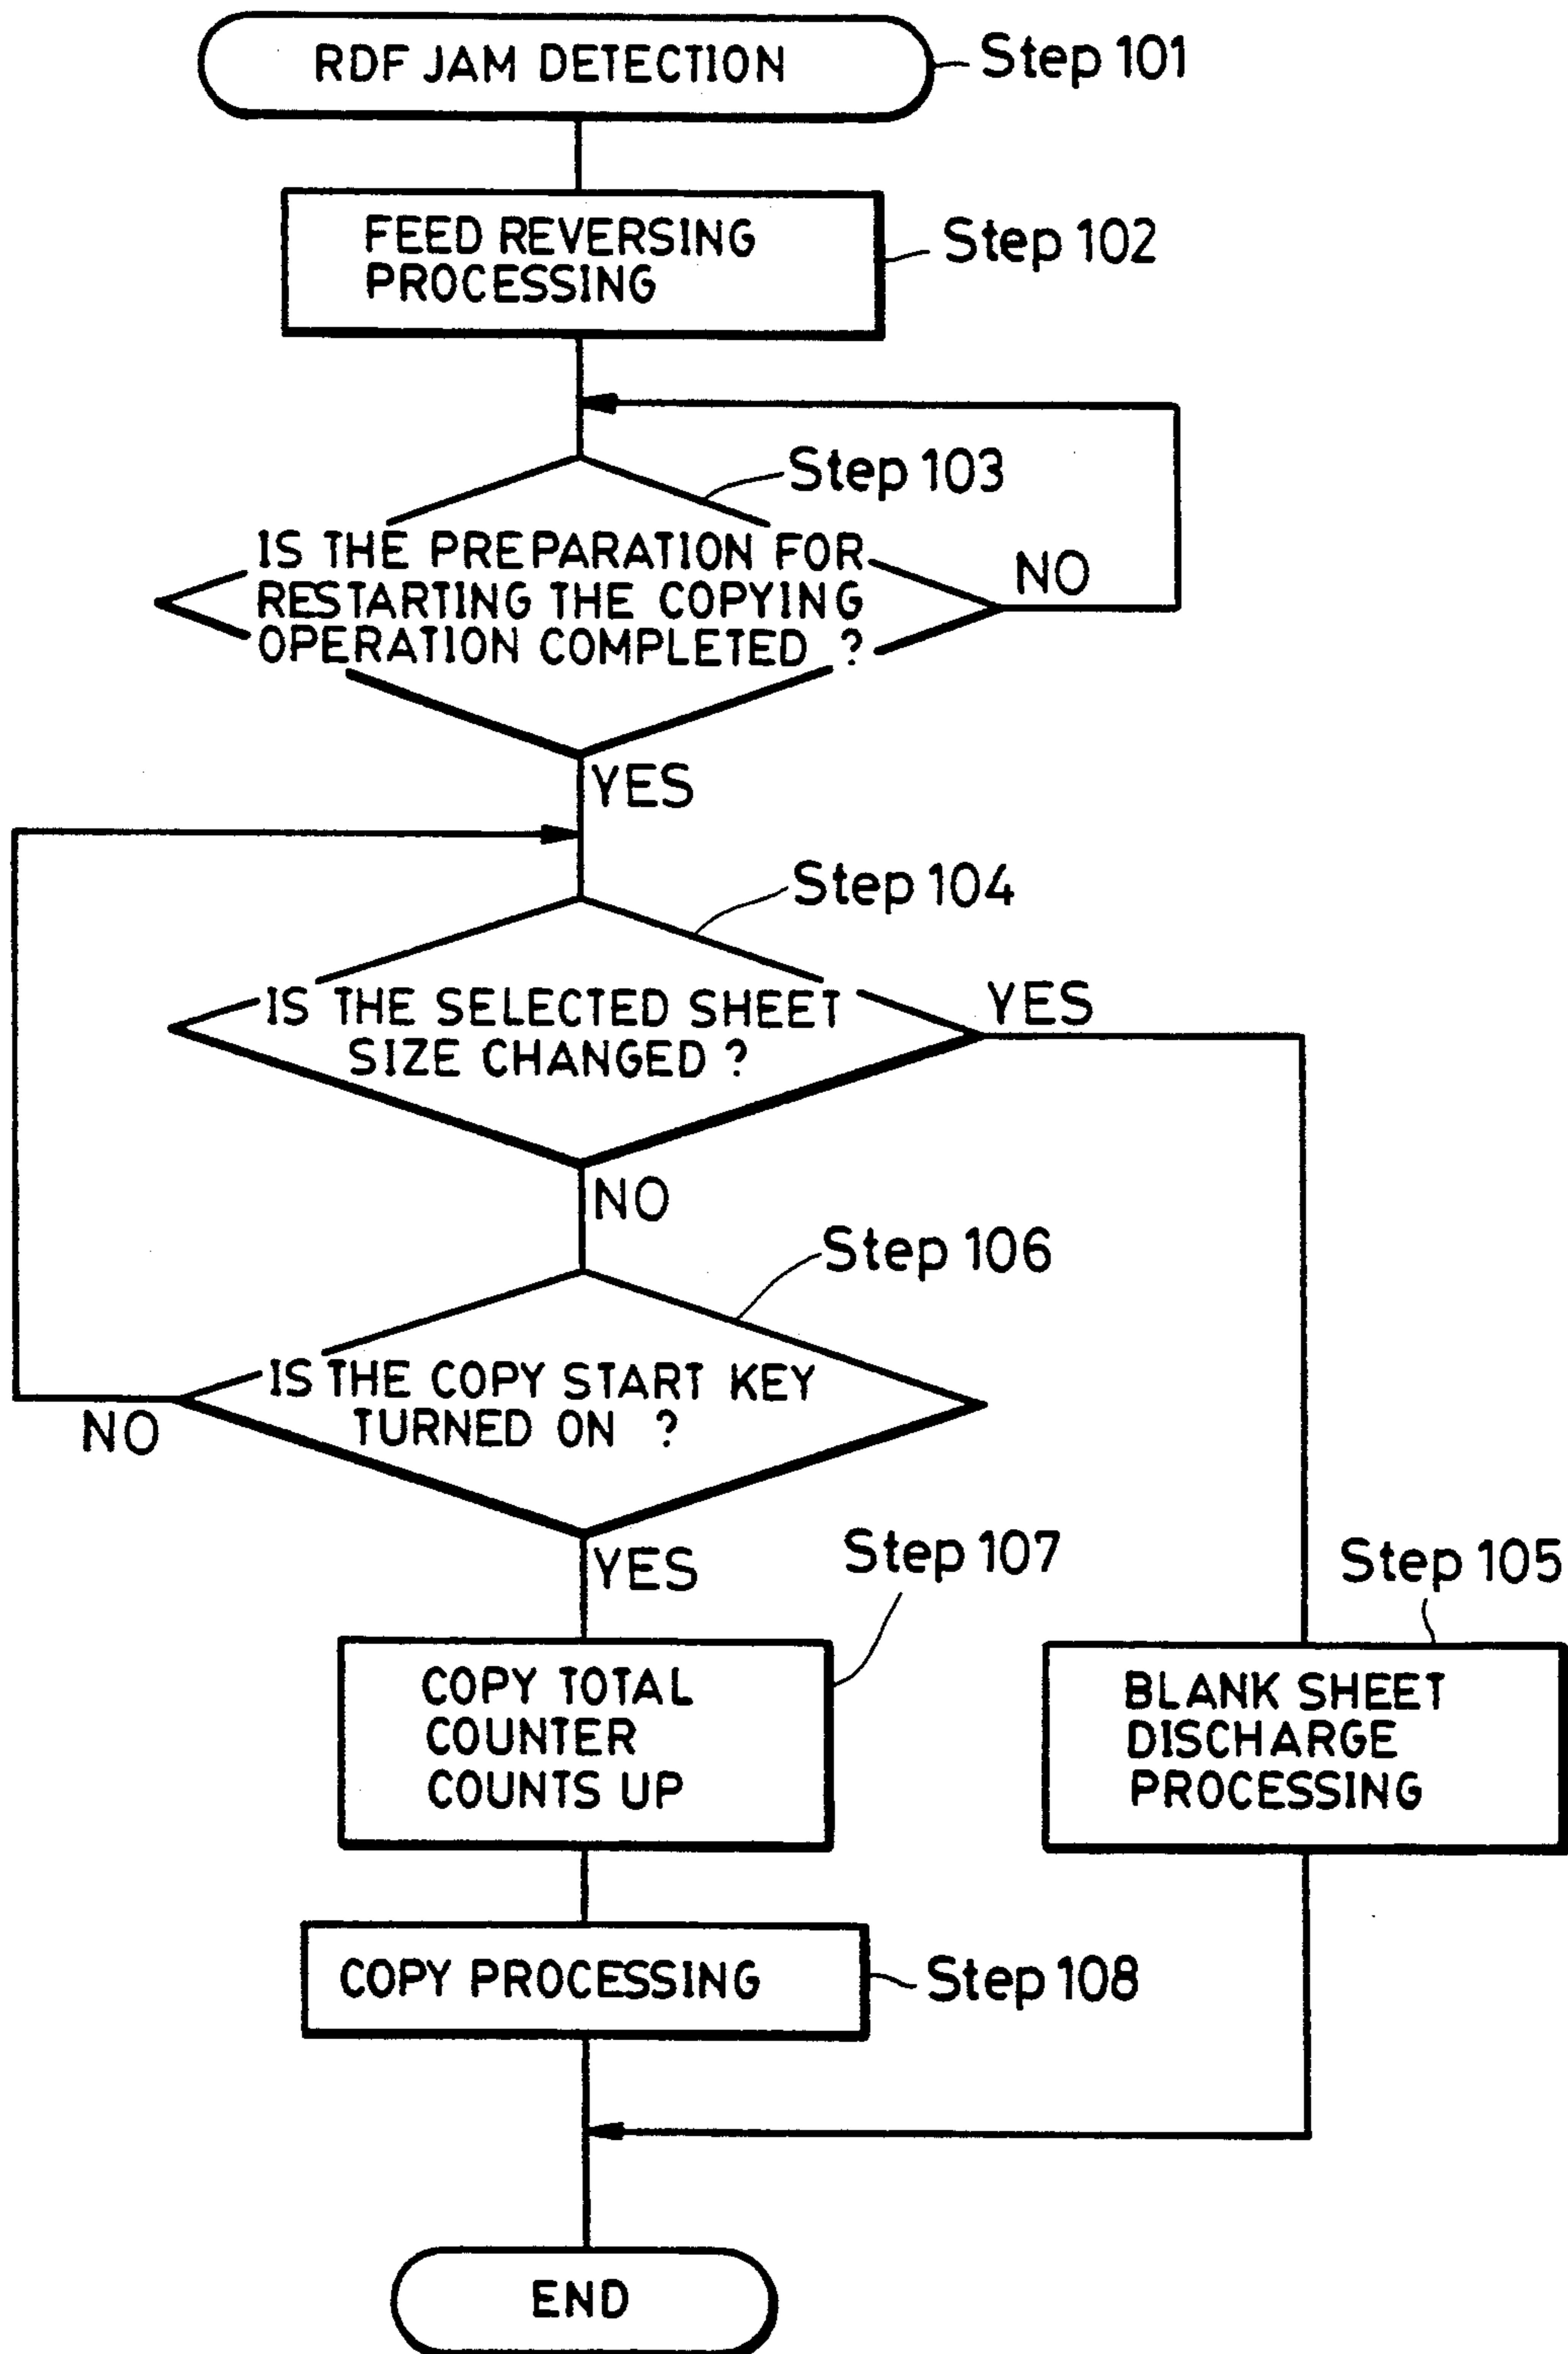 RDF JAM DETECTION
Step 101
FEED REVERSING
PROCESSING
Step 102
Step 103
IS THE PREPARATION FOR
RESTARTING THE COPYING
OPERATION COMPLETED ?
NO
YES
Step 104
IS THE SELECTED SHEET
SIZE CHANGED ?
YES
NO
Step 106
IS THE COPY START KEY
TURNED ON ?
NO
YES
Step 107
COPY TOTAL
COUNTER
COUNTS UP
Step 105
BLANK SHEET
DISCHARGE
PROCESSING
COPY PROCESSING
Step 108
END